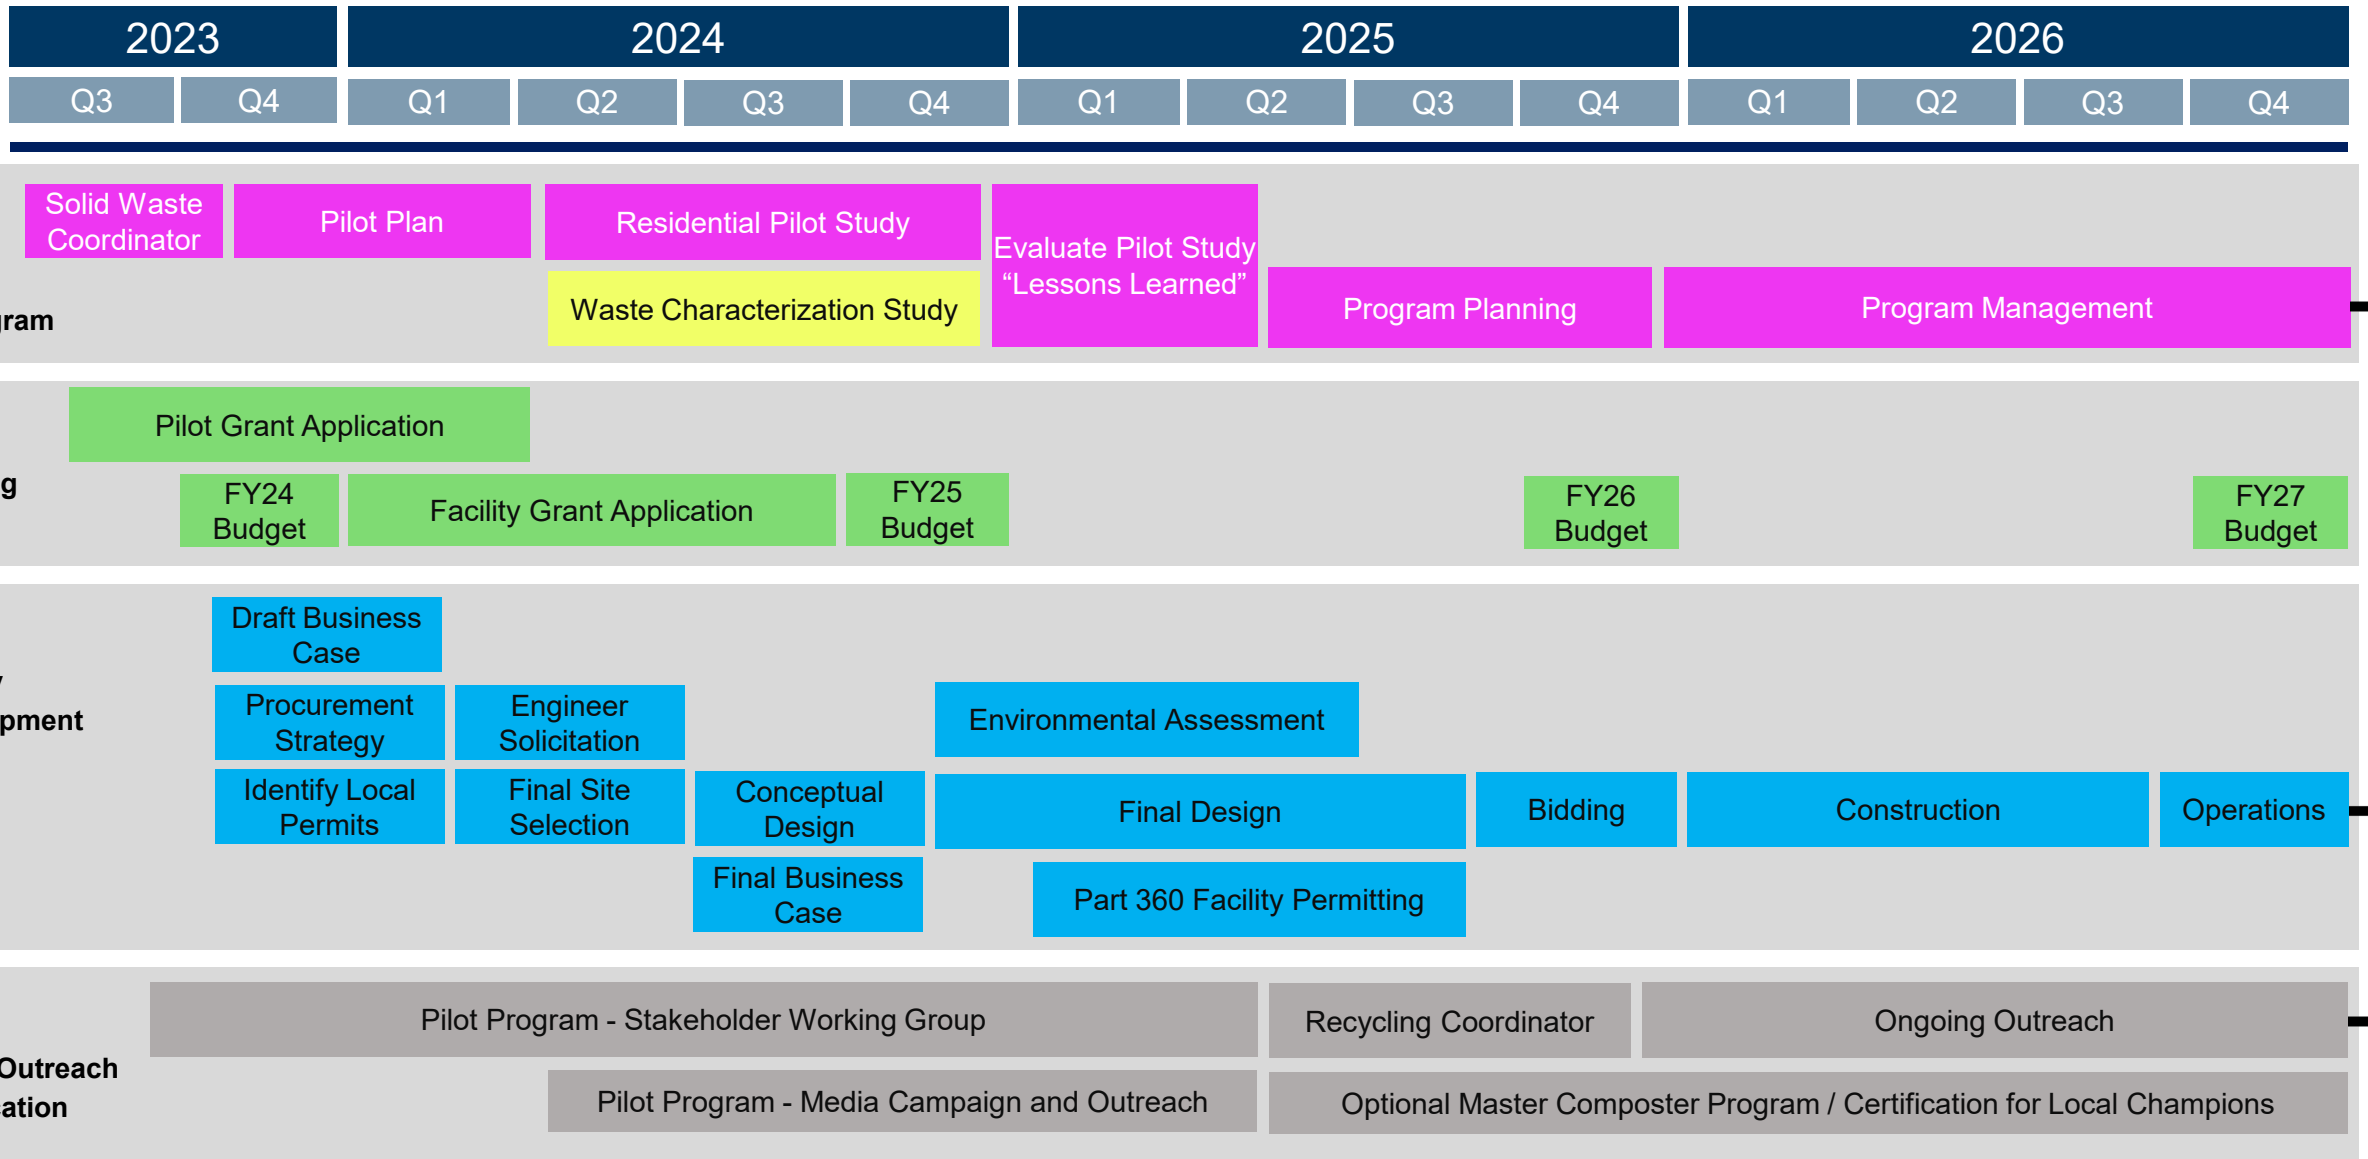 2023 2024 2025 2026
Q3 Q4 Q1 Q2 Q3 Q4 Q1 Q2 Q3 Q4 Q1 Q2 Q3 Q4
Solid Waste
Coordinator
Pilot Plan
Residential Pilot Study
Evaluate Pilot Study
“Lessons Learned”
Waste Characterization Study
Program Planning
Program Management
gram
Pilot Grant Application
g
FY24
Budget
Facility Grant Application
FY25
Budget
FY26
Budget
FY27
Budget
Draft Business
Case
y
pment
Procurement
Strategy
Engineer
Solicitation
Environmental Assessment
Identify Local
Permits
Final Site
Selection
Conceptual
Design
Final Design
Bidding
Construction
Operations
Final Business
Case
Part 360 Facility Permitting
Pilot Program - Stakeholder Working Group
Recycling Coordinator
Ongoing Outreach
Outreach
cation
Pilot Program - Media Campaign and Outreach
Optional Master Composter Program / Certification for Local Champions